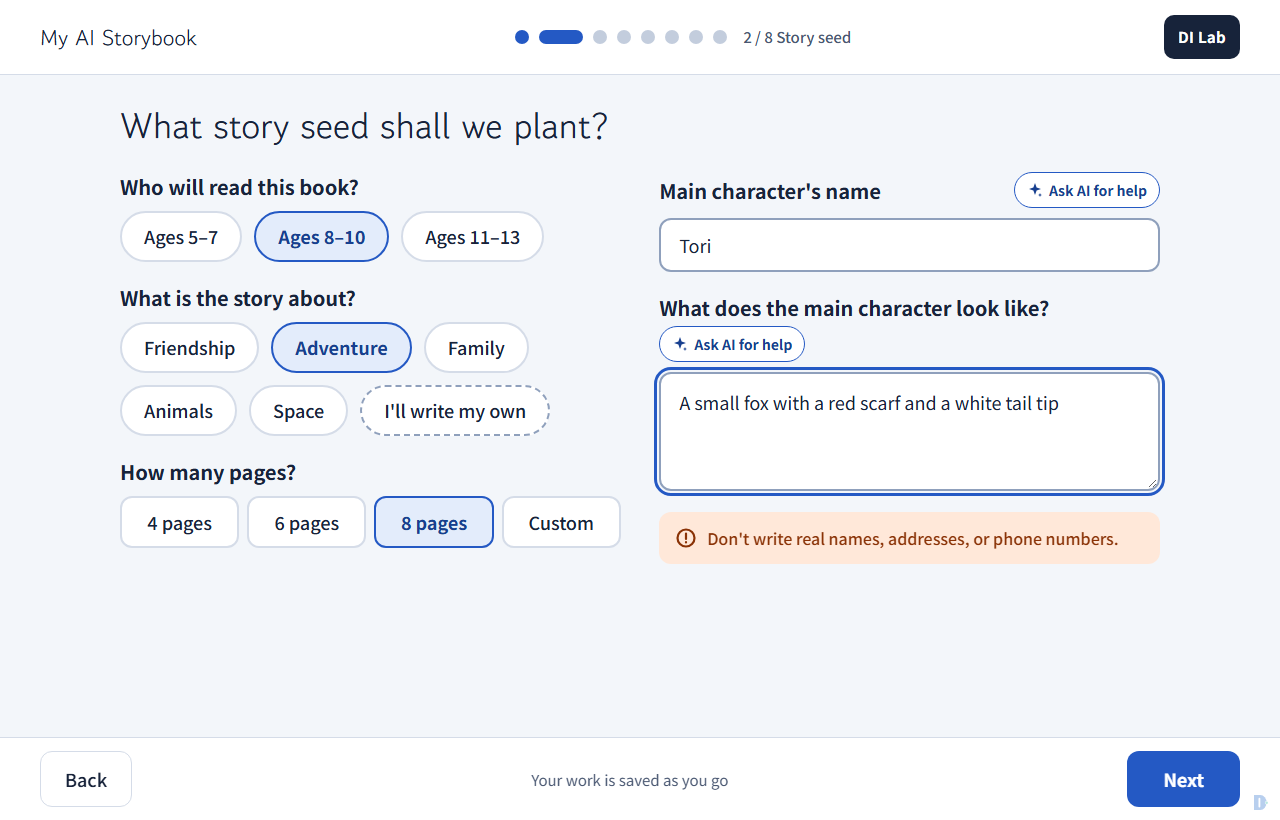 My AI Storybook
2 / 8 Story seed
DI Lab
What story seed shall we plant?
Who will read this book?
Ages 5–7
Ages 8–10
Ages 11–13
What is the story about?
Friendship
Adventure
Family
Animals
Space
I'll write my own
How many pages?
4 pages
6 pages
8 pages
Custom
Main character's name
Ask AI for help
Tori
What does the main character look like?
Ask AI for help
A small fox with a red scarf and a white tail tip
Don't write real names, addresses, or phone numbers.
Back
Your work is saved as you go
Next